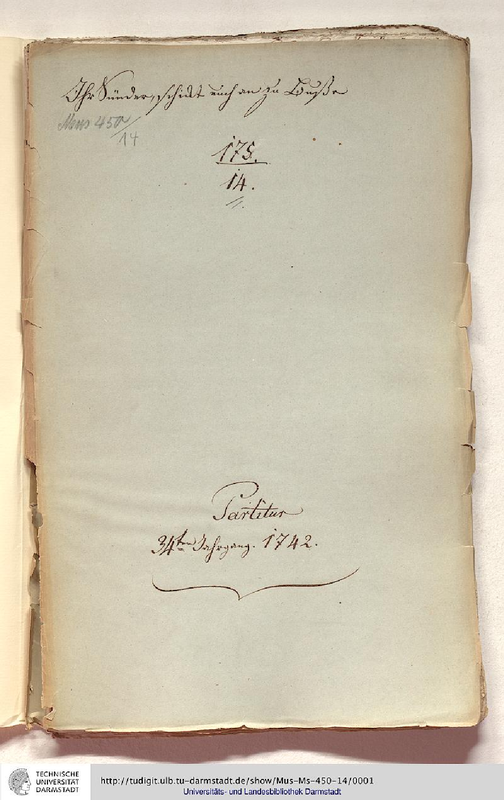 Ihr Sünder, schickt euch an zu Buße
Mus 450/14
175.
14.
Partitur
34ten Jahrgang. 1742.
TECHNISCHE
UNIVERSITÄT
DARMSTADT
http://tudigit.ulb.tu-darmstadt.de/show/Mus-Ms-450-14/0001
Universitäts- und Landesbibliothek Darmstadt